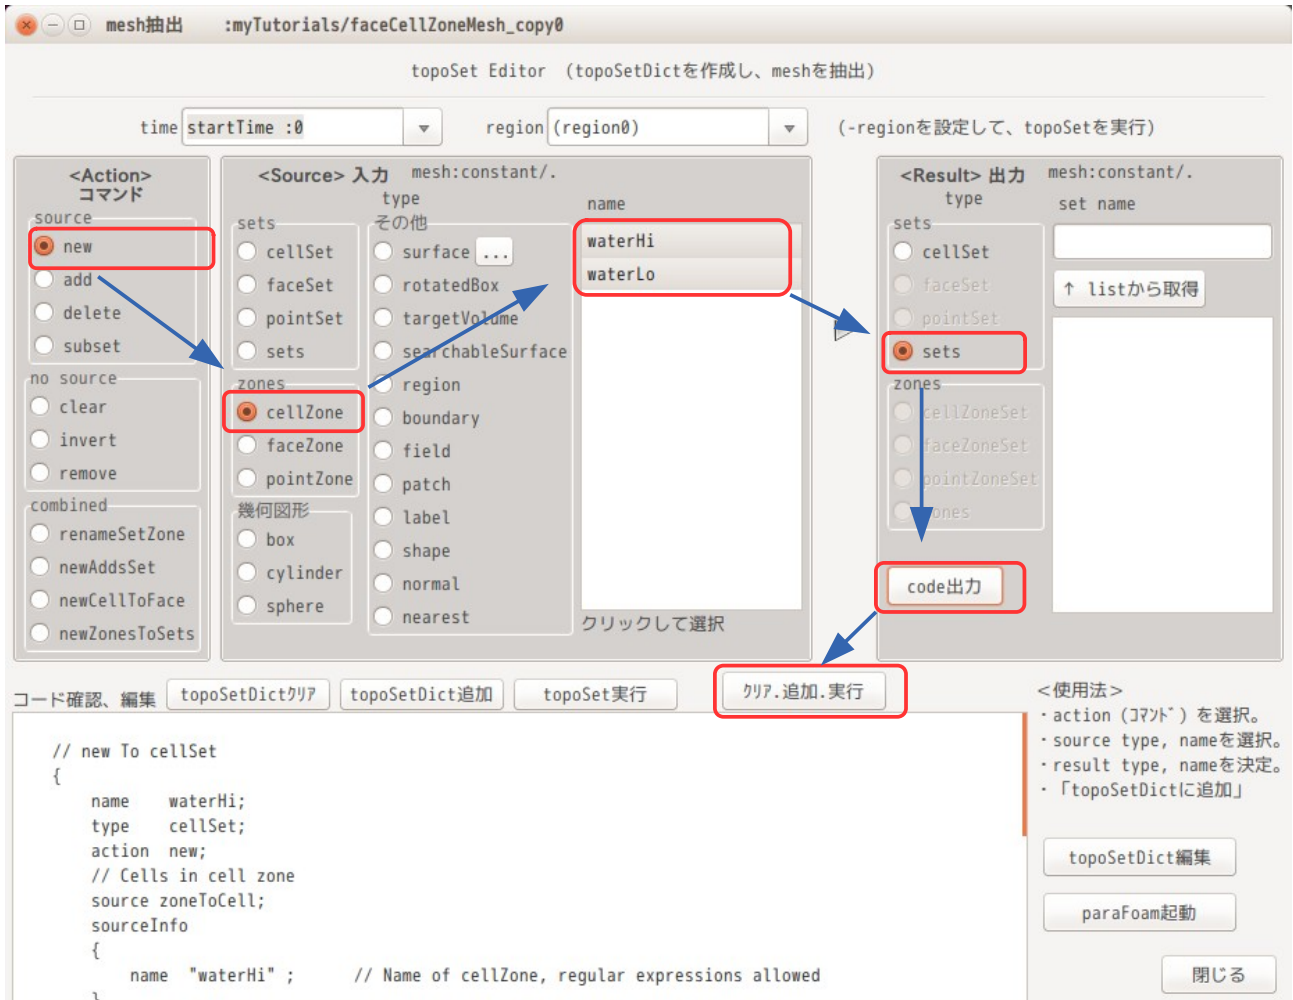 mesh抽出 :myTutorials/faceCellZoneMesh_copy0
topoSet Editor (topoSetDictを作成し、meshを抽出)
time startTime :0 region (region0) (-regionを設定して、topoSetを実行)
<Action>
コマンド
source
new
add
delete
subset
no source
clear
invert
remove
combined
renameSetZone
newAddsSet
newCellToFace
newZonesToSets
<Source> 入力 mesh:constant/.
type
sets
cellSet
faceSet
pointSet
sets
zones
cellZone
faceZone
pointZone
幾何図形
box
cylinder
sphere
その他
surface ...
rotatedBox
targetVolume
searchableSurface
region
boundary
field
patch
label
shape
normal
nearest
name
waterHi
waterLo
クリックして選択
<Result> 出力 mesh:constant/.
type
sets
cellSet
faceSet
pointSet
sets
zones
cellZoneSet
faceZoneSet
pointZoneSet
zones
code出力
set name
↑ listから取得
コード確認、編集 topoSetDictｸﾘｱ topoSetDict追加 topoSet実行 ｸﾘｱ.追加.実行
// new To cellSet
{
name waterHi;
type cellSet;
action new;
// Cells in cell zone
source zoneToCell;
sourceInfo
{
name "waterHi" ; // Name of cellZone, regular expressions allowed
}
<使用法>
・action (ｺﾏﾝﾄﾞ) を選択。
・source type, nameを選択。
・result type, nameを決定。
・「topoSetDictに追加」
topoSetDict編集
paraFoam起動
閉じる